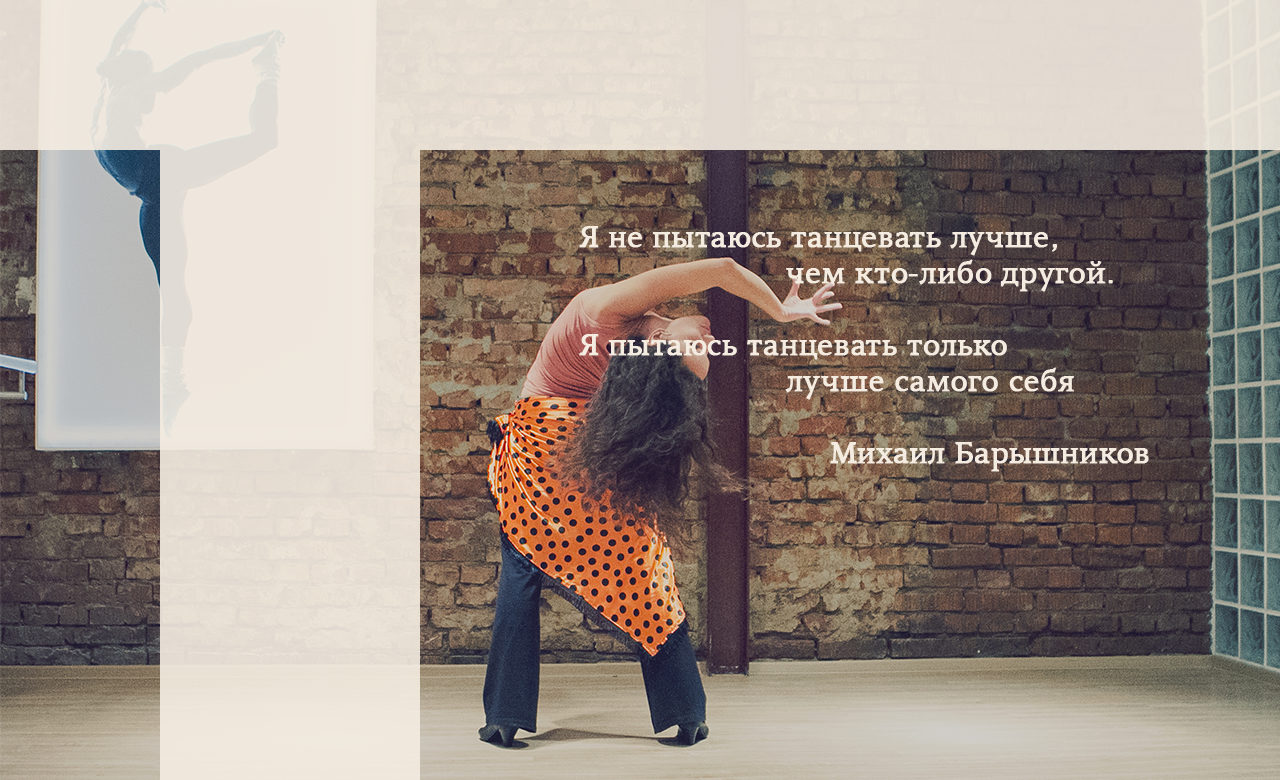 Я не пытаюсь танцевать лучше,
чем кто-либо другой.
Я пытаюсь танцевать только
лучше самого себя
Михаил Барышников